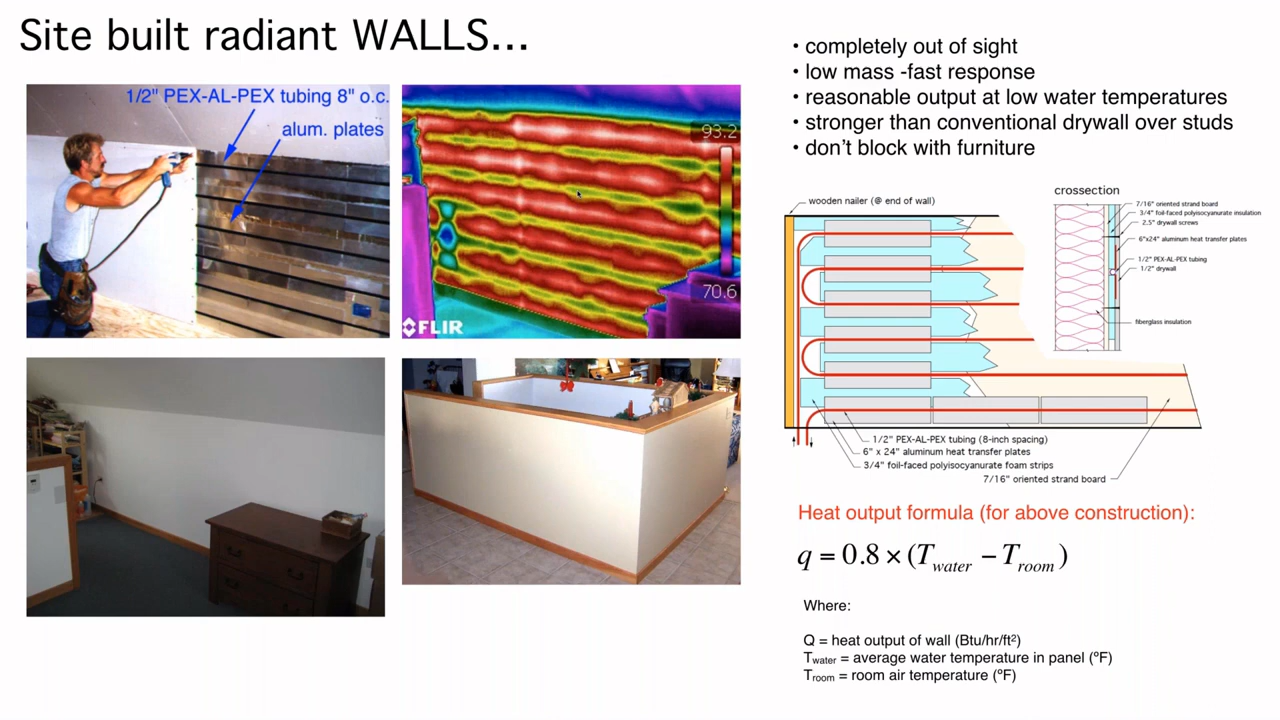 Site built radiant WALLS...
1/2" PEX-AL-PEX tubing 8" o.c.
alum. plates
93.2
70.6
FLIR
• completely out of sight
• low mass -fast response
• reasonable output at low water temperatures
• stronger than conventional drywall over studs
• don't block with furniture
wooden nailer (@ end of wall)
crossection
7/16" oriented strand board
3/4" foil-faced polyisocyanurate insulation
2.5" drywall screws
6"x24" aluminum heat transfer plates
1/2" PEX-AL-PEX tubing
1/2" drywall
fiberglass insulation
1/2" PEX-AL-PEX tubing (8-inch spacing)
6" x 24" aluminum heat transfer plates
3/4" foil-faced polyisocyanurate foam strips
7/16" oriented strand board
Heat output formula (for above construction):
q = 0.8 × (T_water − T_room)
Where:
Q = heat output of wall (Btu/hr/ft²)
Twater = average water temperature in panel (ºF)
Troom = room air temperature (ºF)